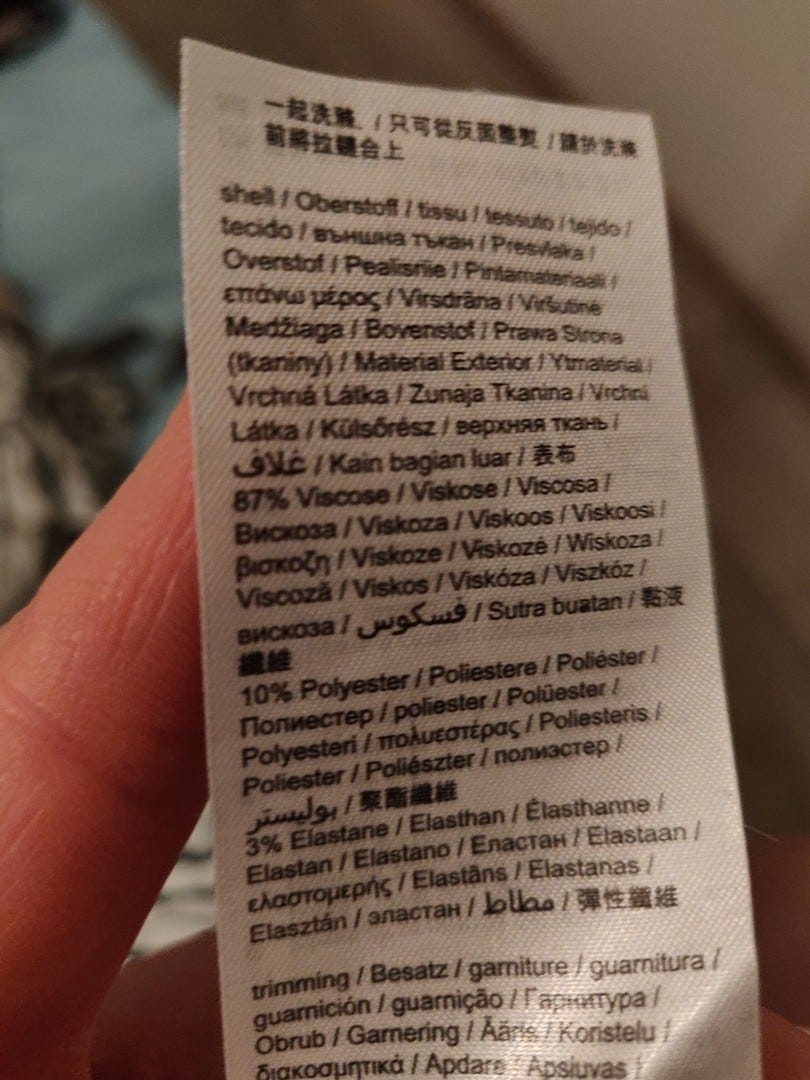 一起洗滌. / 只可從反面整熨 / 請於洗滌
前將拉鏈合上
shell / Oberstoff / tissu / tessuto / tejido /
tecido / външна тъкан / Presvlaka /
Overstof / Pealisriie / Pintamateriaali /
επάνω μέρος / Virsdrāna / Viršutinė
Medžiaga / Bovenstof / Prawa Strona
(tkaniny) / Material Exterior / Ytmaterial /
Vrchná Látka / Zunaja Tkanina / Vrchní
Látka / Külsőrész / верхняя ткань /
غلاف / Kain bagian luar / 表布
87% Viscose / Viskose / Viscosa /
Вискоза / Viskoza / Viskoos / Viskoosi /
βισκοζη / Viskoze / Viskozė / Wiskoza /
Viscoză / Viskos / Viskóza / Viszkóz /
вискоза / فسكوس / Sutra buatan / 黏液
纖維
10% Polyester / Poliestere / Poliéster /
Полиестер / poliester / Polüester /
Polyesteri / πολυεστέρας / Poliesteris /
Poliester / Poliészter / полиэстер /
بوليستر / 聚酯纖維
3% Elastane / Elasthan / Élasthanne /
Elastan / Elastano / Еластан / Elastaan /
ελαστομερής / Elastāns / Elastanas /
Elasztán / эластан / مطاط / 彈性纖維
trimming / Besatz / garniture / guarnitura /
guarnición / guarnição / Гарнитура /
Obrub / Garnering / Ääris / Koristelu /
διακοσμητικά / Apdare / Apsiuvas /